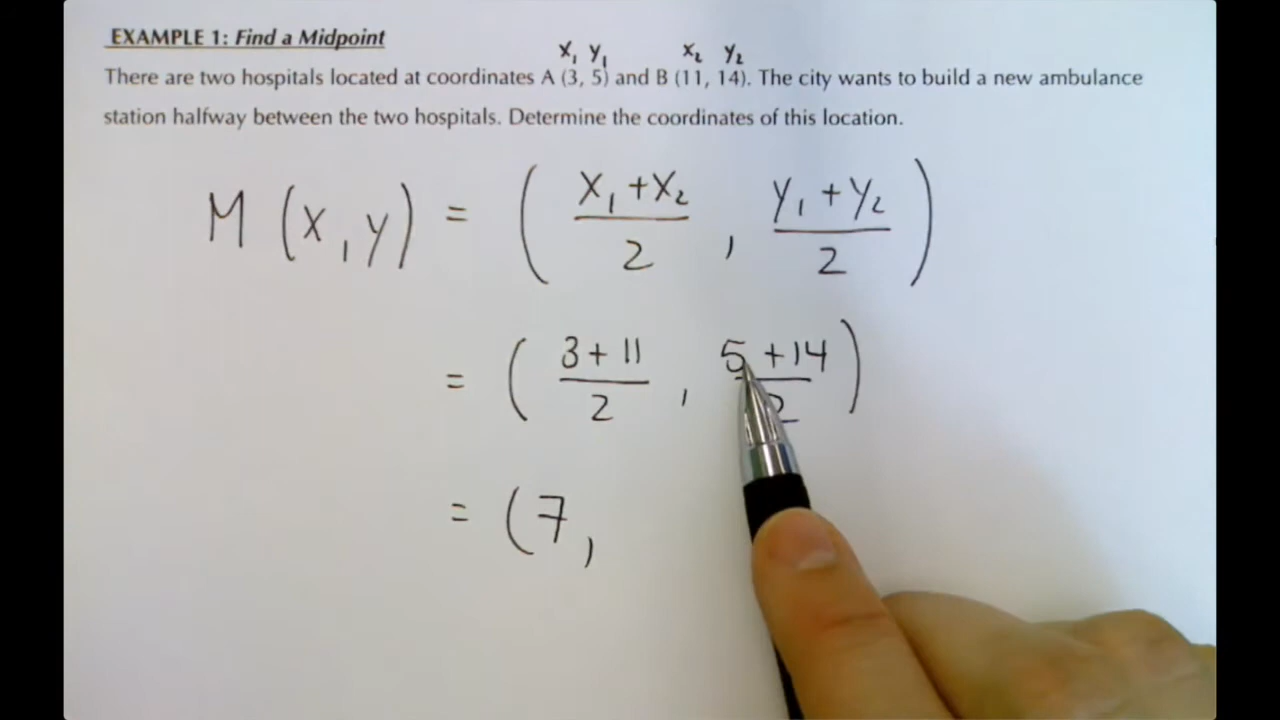 EXAMPLE 1: Find a Midpoint
x₁ y₁ x₂ y₂
There are two hospitals located at coordinates A (3, 5) and B (11, 14). The city wants to build a new ambulance
station halfway between the two hospitals. Determine the coordinates of this location.
M (x, y) = ( (x₁ + x₂)/2 , (y₁ + y₂)/2 )
= ( (3 + 11)/2 , (5 + 14)/2 )
= (7,